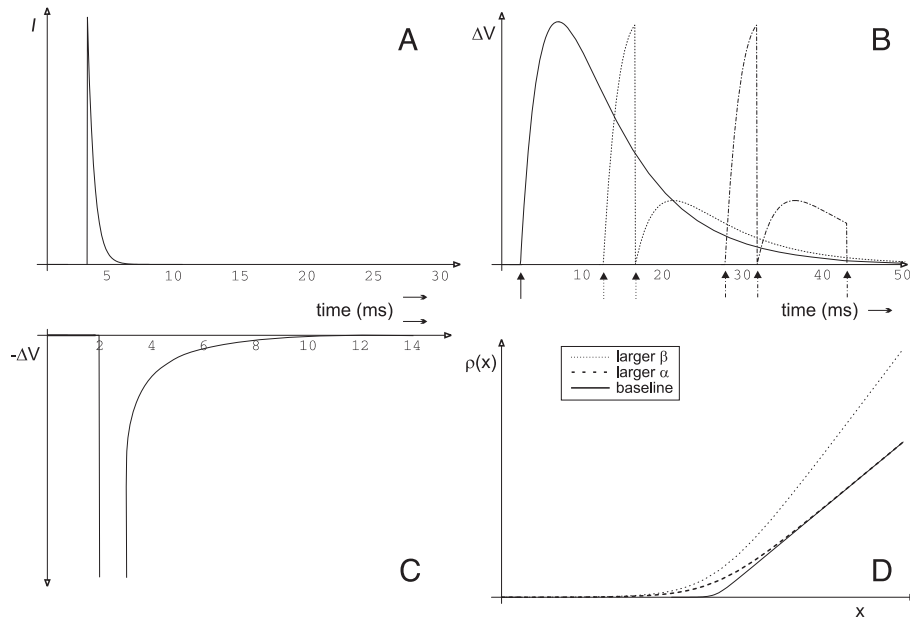 I
A
5 10 15 20 25 30
time (ms)
ΔV
B
10 20 30 40 50
time (ms)
-ΔV
2 4 6 8 10 12 14
C
ρ(x)
larger β
larger α
baseline
D
x